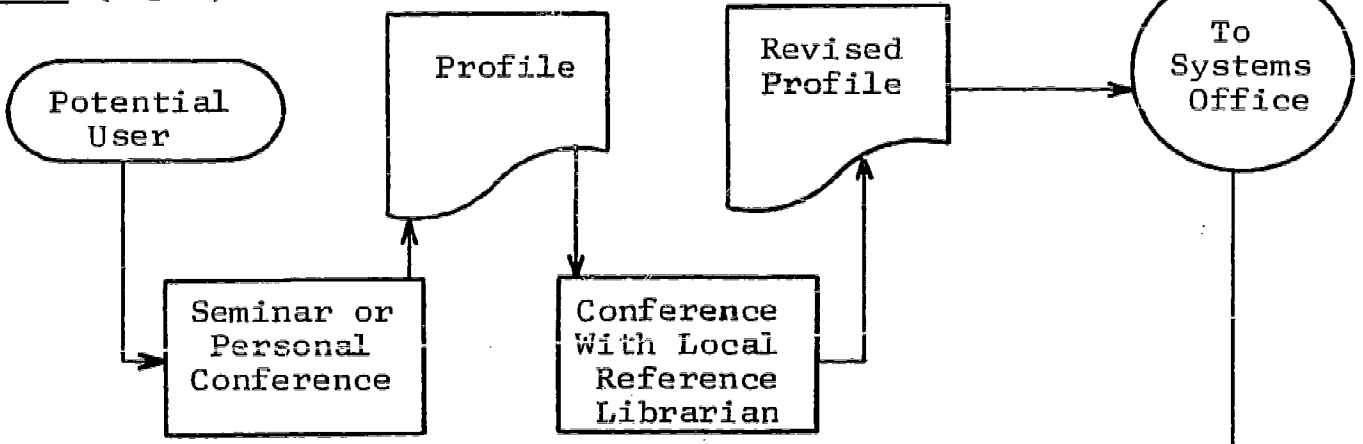 Potential
User
Seminar or
Personal
Conference
Profile
Conference
With Local
Reference
Librarian
Revised
Profile
To
Systems
Office